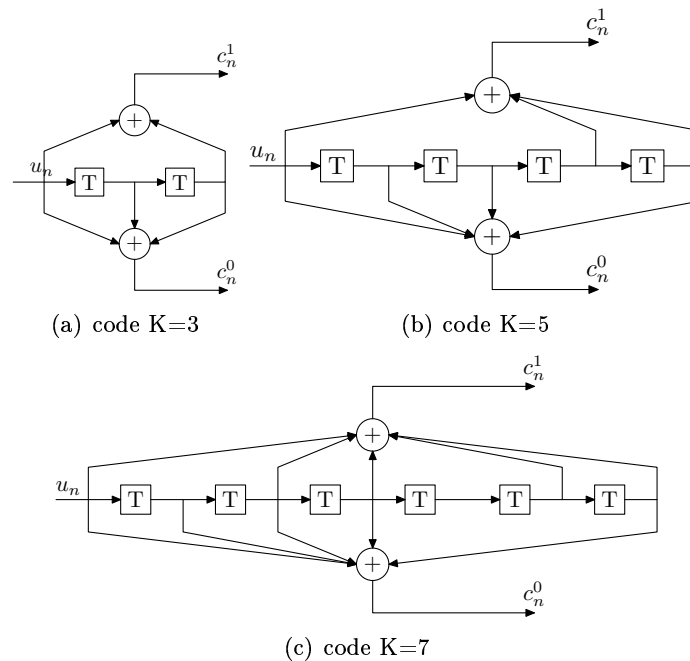 c_n^1
+
u_n
T T
+
c_n^0
(a) code K=3
c_n^1
+
u_n
T T T T
+
c_n^0
(b) code K=5
c_n^1
+
u_n
T T T T T T
+
c_n^0
(c) code K=7